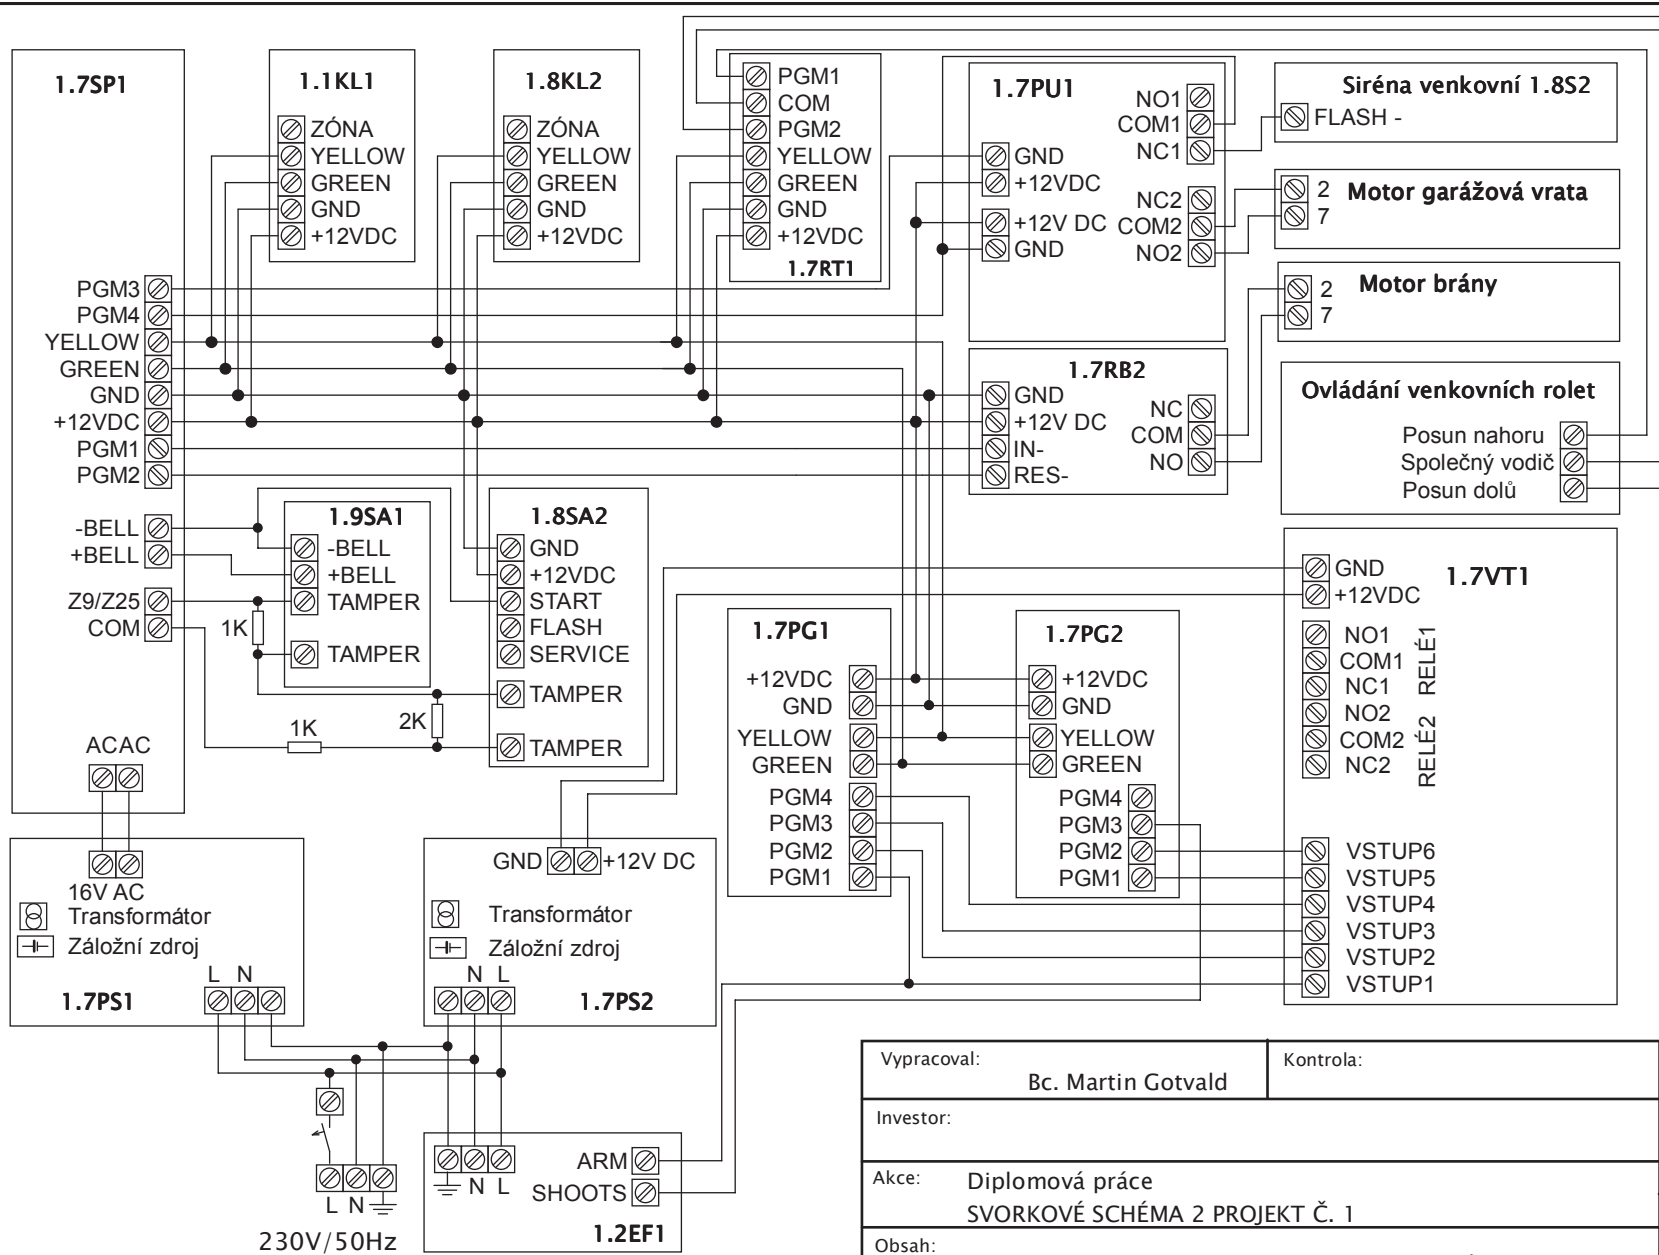 1.7SP1
PGM3
PGM4
YELLOW
GREEN
GND
+12VDC
PGM1
PGM2
-BELL
+BELL
Z9/Z25
COM
ACAC
1.1KL1
ZÓNA
YELLOW
GREEN
GND
+12VDC
1.8KL2
ZÓNA
YELLOW
GREEN
GND
+12VDC
PGM1
COM
PGM2
YELLOW
GREEN
GND
+12VDC
1.7RT1
1.7PU1
NO1
COM1
NC1
GND
+12VDC
NC2
+12V DC
COM2
GND
NO2
Siréna venkovní 1.8S2
FLASH -
2
Motor garážová vrata
7
2
Motor brány
7
1.7RB2
GND
+12V DC
IN-
RES-
NC
COM
NO
Ovládání venkovních rolet
Posun nahoru
Společný vodič
Posun dolů
1.9SA1
-BELL
+BELL
TAMPER
TAMPER
1K
1K
2K
1.8SA2
GND
+12VDC
START
FLASH
SERVICE
TAMPER
TAMPER
1.7PG1
+12VDC
GND
YELLOW
GREEN
PGM4
PGM3
PGM2
PGM1
1.7PG2
+12VDC
GND
YELLOW
GREEN
PGM4
PGM3
PGM2
PGM1
1.7VT1
GND
+12VDC
NO1
COM1
NC1
RELÉ1
NO2
COM2
NC2
RELÉ2
VSTUP6
VSTUP5
VSTUP4
VSTUP3
VSTUP2
VSTUP1
16V AC
Transformátor
Záložní zdroj
L N
1.7PS1
GND
+12V DC
Transformátor
Záložní zdroj
N L
1.7PS2
L N
230V/50Hz
N L
ARM
SHOOTS
1.2EF1
Vypracoval:
Bc. Martin Gotvald
Kontrola:
Investor:
Akce:
Diplomová práce
SVORKOVÉ SCHÉMA 2 PROJEKT Č. 1
Obsah: